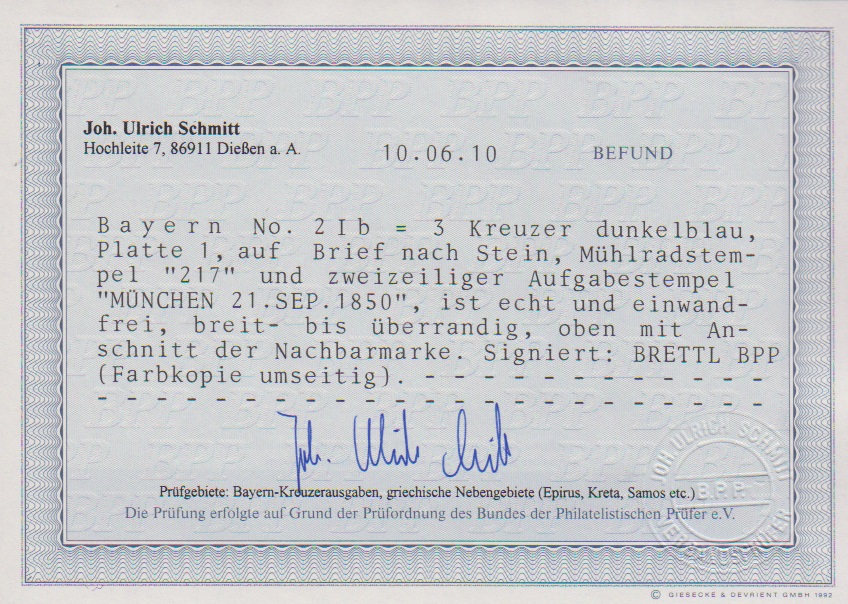 Joh. Ulrich Schmitt
Hochleite 7, 86911 Dießen a. A.
10.06.10
BEFUND
Bayern No. 2Ib = 3 Kreuzer dunkelblau,
Platte 1, auf Brief nach Stein, Mühlradstem-
pel "217" und zweizeiliger Aufgabestempel
"MÜNCHEN 21.SEP.1850", ist echt und einwand-
frei, breit- bis überrandig, oben mit An-
schnitt der Nachbarmarke. Signiert: BRETTL BPP
(Farbkopie umseitig). - - - - - - - - - - - -
- - - - - - - - - - - - - - - - - - - - - -
Joh. Ulrich Schmitt
Prüfgebiete: Bayern-Kreuzerausgaben, griechische Nebengebiete (Epirus, Kreta, Samos etc.)
Die Prüfung erfolgte auf Grund der Prüfordnung des Bundes der Philatelistischen Prüfer e.V.
JOH. ULRICH SCHMITT
B.P.P.
VERBANDSPRÜFER
© GIESECKE & DEVRIENT GMBH 1992